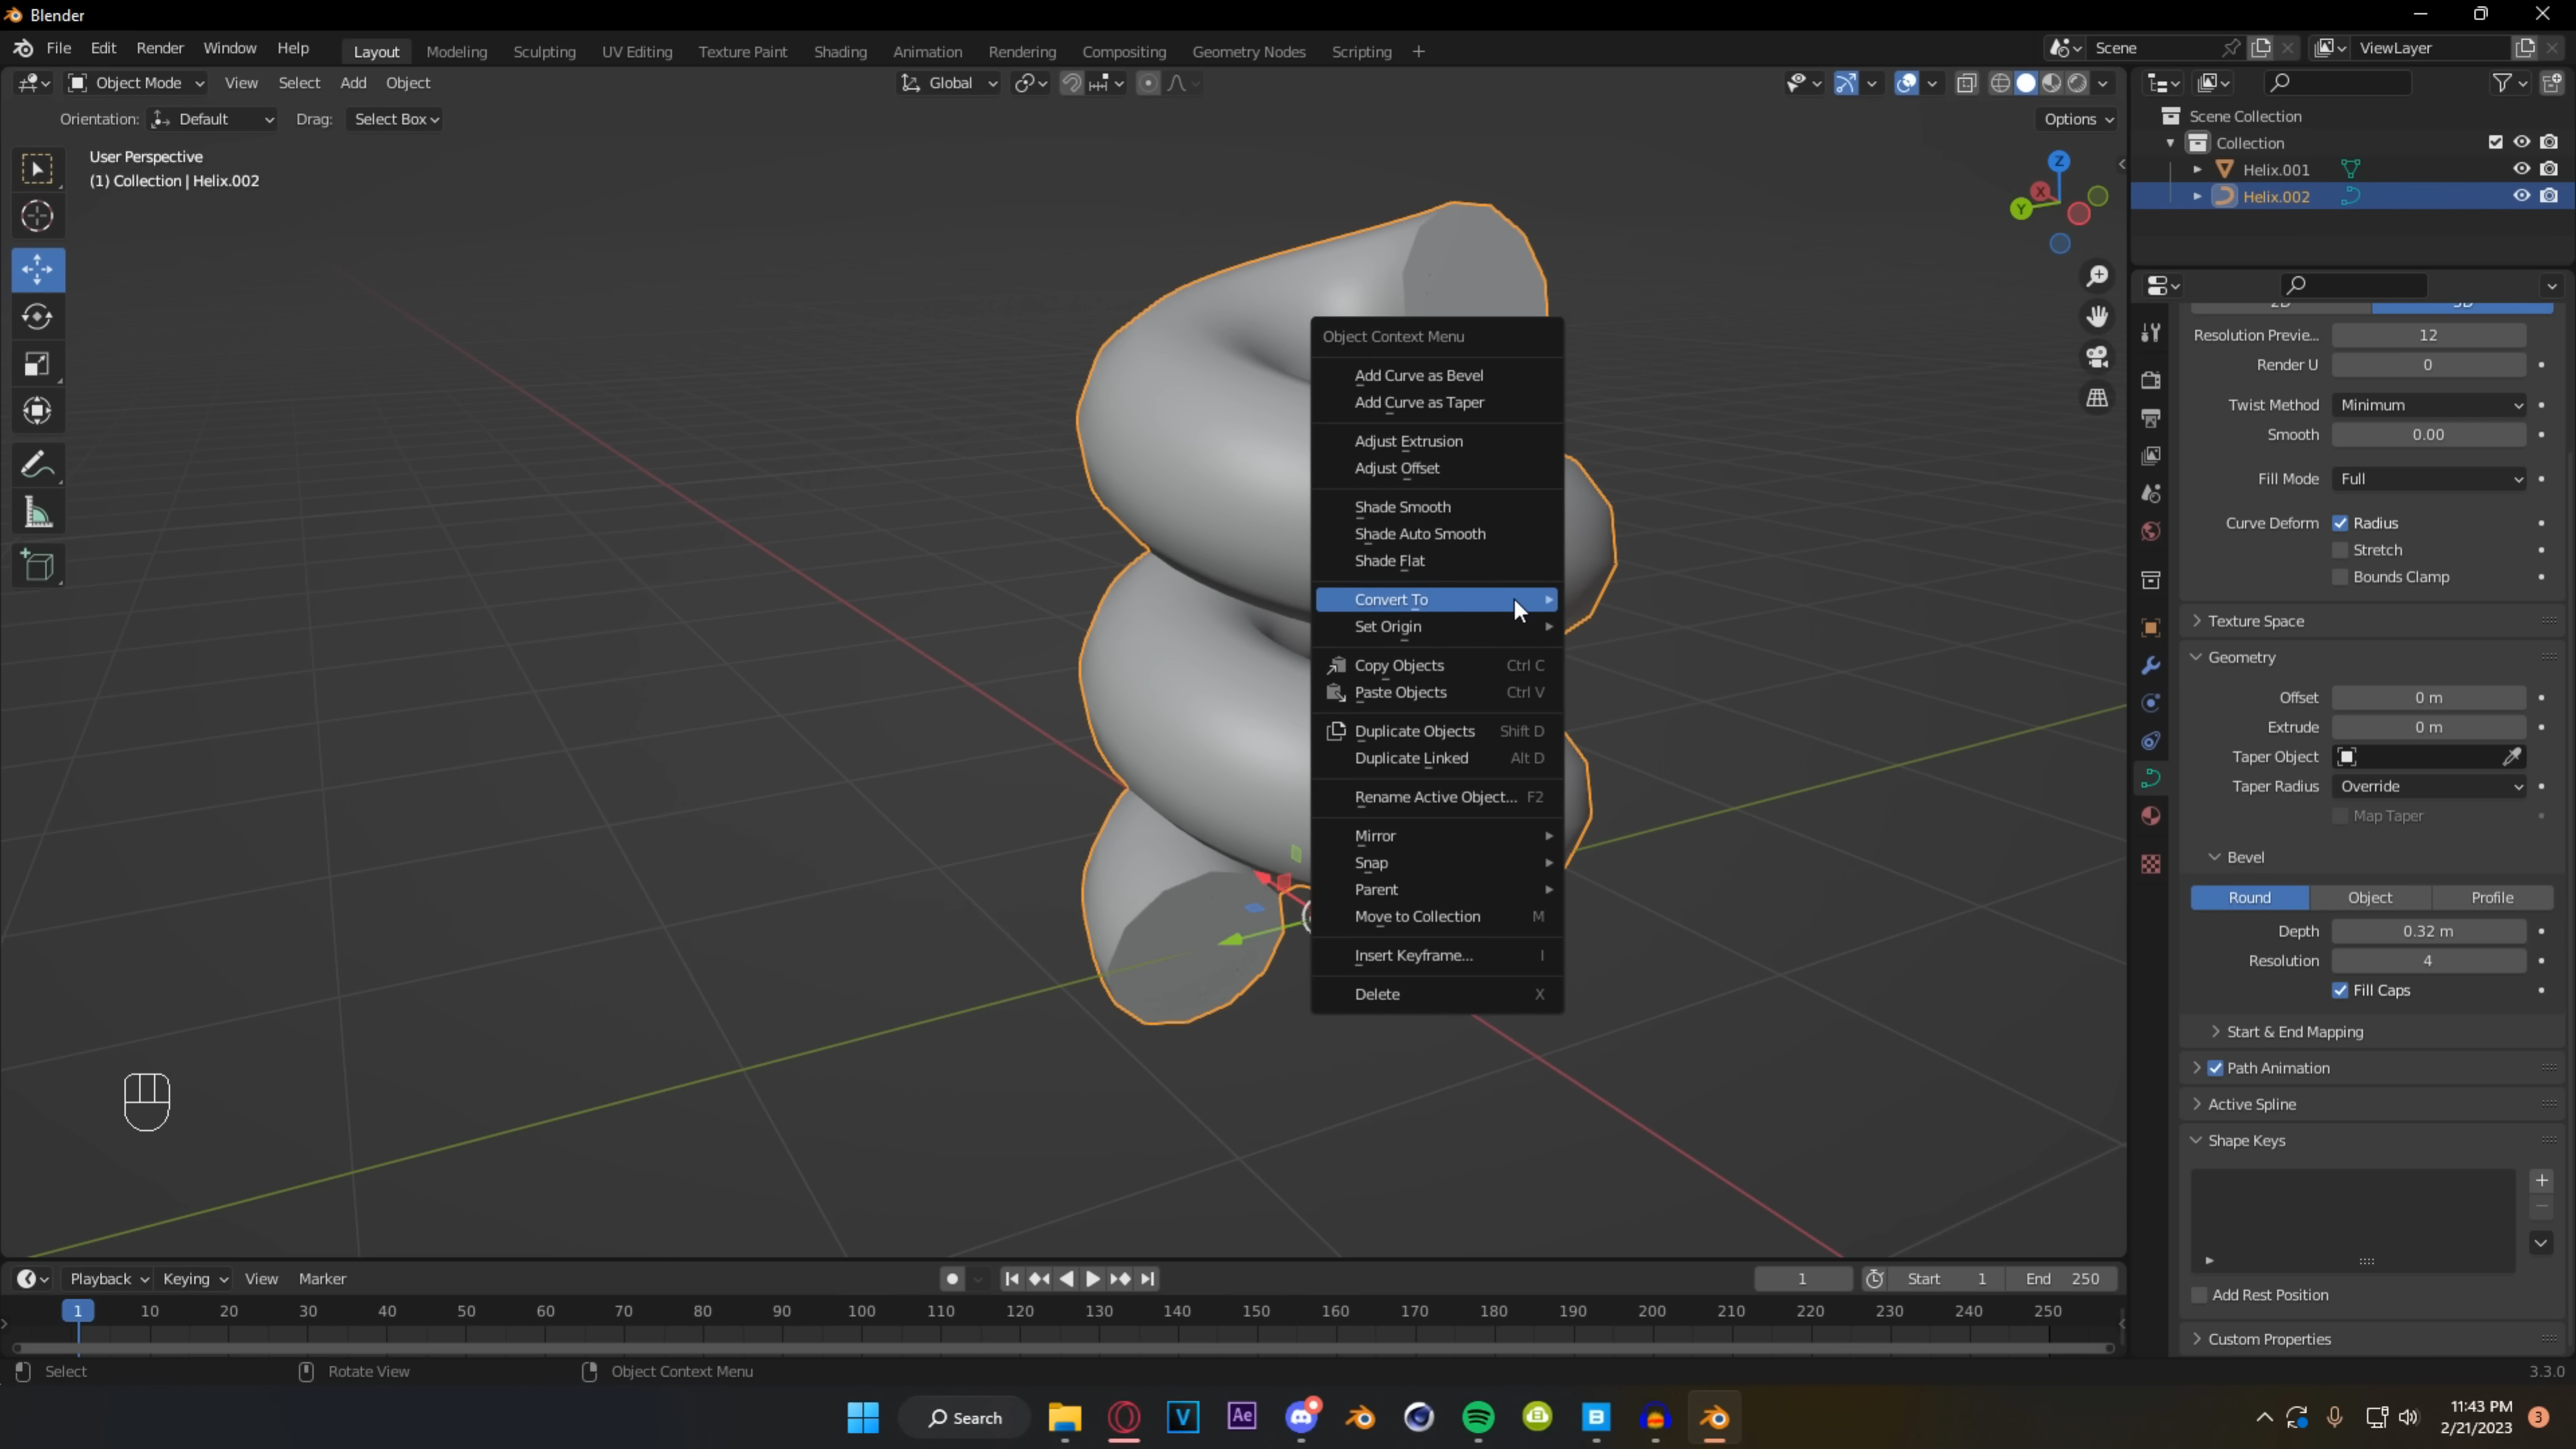 Blender
File Edit Render Window Help Layout Modeling Sculpting UV Editing Texture Paint Shading Animation Rendering Compositing Geometry Nodes Scripting + Scene ViewLayer
Object Mode View Select Add Object Global
Orientation: Default Drag: Select Box Options
User Perspective
(1) Collection | Helix.002
Z
X
Y
Scene Collection
Collection
Helix.001
Helix.002
Object Context Menu
Add Curve as Bevel
Add Curve as Taper
Adjust Extrusion
Adjust Offset
Shade Smooth
Shade Auto Smooth
Shade Flat
Convert To
Set Origin
Copy Objects Ctrl C
Paste Objects Ctrl V
Duplicate Objects Shift D
Duplicate Linked Alt D
Rename Active Object... F2
Mirror
Snap
Parent
Move to Collection M
Insert Keyframe... I
Delete X
Resolution Previe... 12
Render U 0
Twist Method Minimum
Smooth 0.00
Fill Mode Full
Curve Deform Radius
Stretch
Bounds Clamp
Texture Space
Geometry
Offset 0 m
Extrude 0 m
Taper Object
Taper Radius Override
Map Taper
Bevel
Round Object Profile
Depth 0.32 m
Resolution 4
Fill Caps
Start & End Mapping
Path Animation
Active Spline
Shape Keys
Add Rest Position
Custom Properties
Playback Keying View Marker 1 Start 1 End 250
1 10 20 30 40 50 60 70 80 90 100 110 120 130 140 150 160 170 180 190 200 210 220 230 240 250
Select Rotate View Object Context Menu 3.3.0
Search V Ae B 11:43 PM
2/21/2023 3